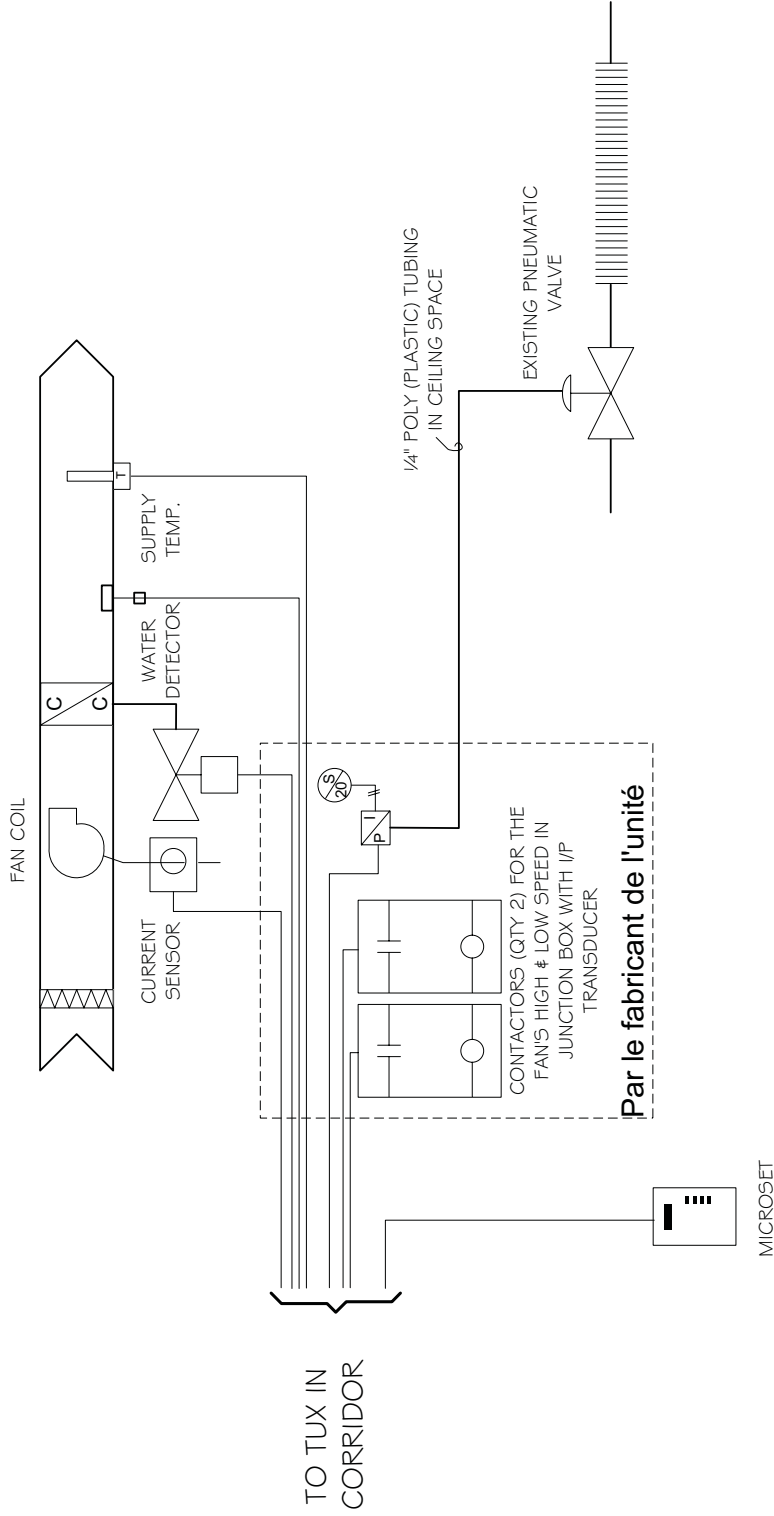 FAN COIL
C
C
T
SUPPLY
TEMP.
WATER
DETECTOR
CURRENT
SENSOR
S
20
P
I
1/4" POLY (PLASTIC) TUBING
IN CEILING SPACE
EXISTING PNEUMATIC
VALVE
CONTACTORS (QTY 2) FOR THE
FAN'S HIGH & LOW SPEED IN
JUNCTION BOX WITH I/P
TRANSDUCER
Par le fabricant de l'unité
TO TUX IN
CORRIDOR
MICROSET